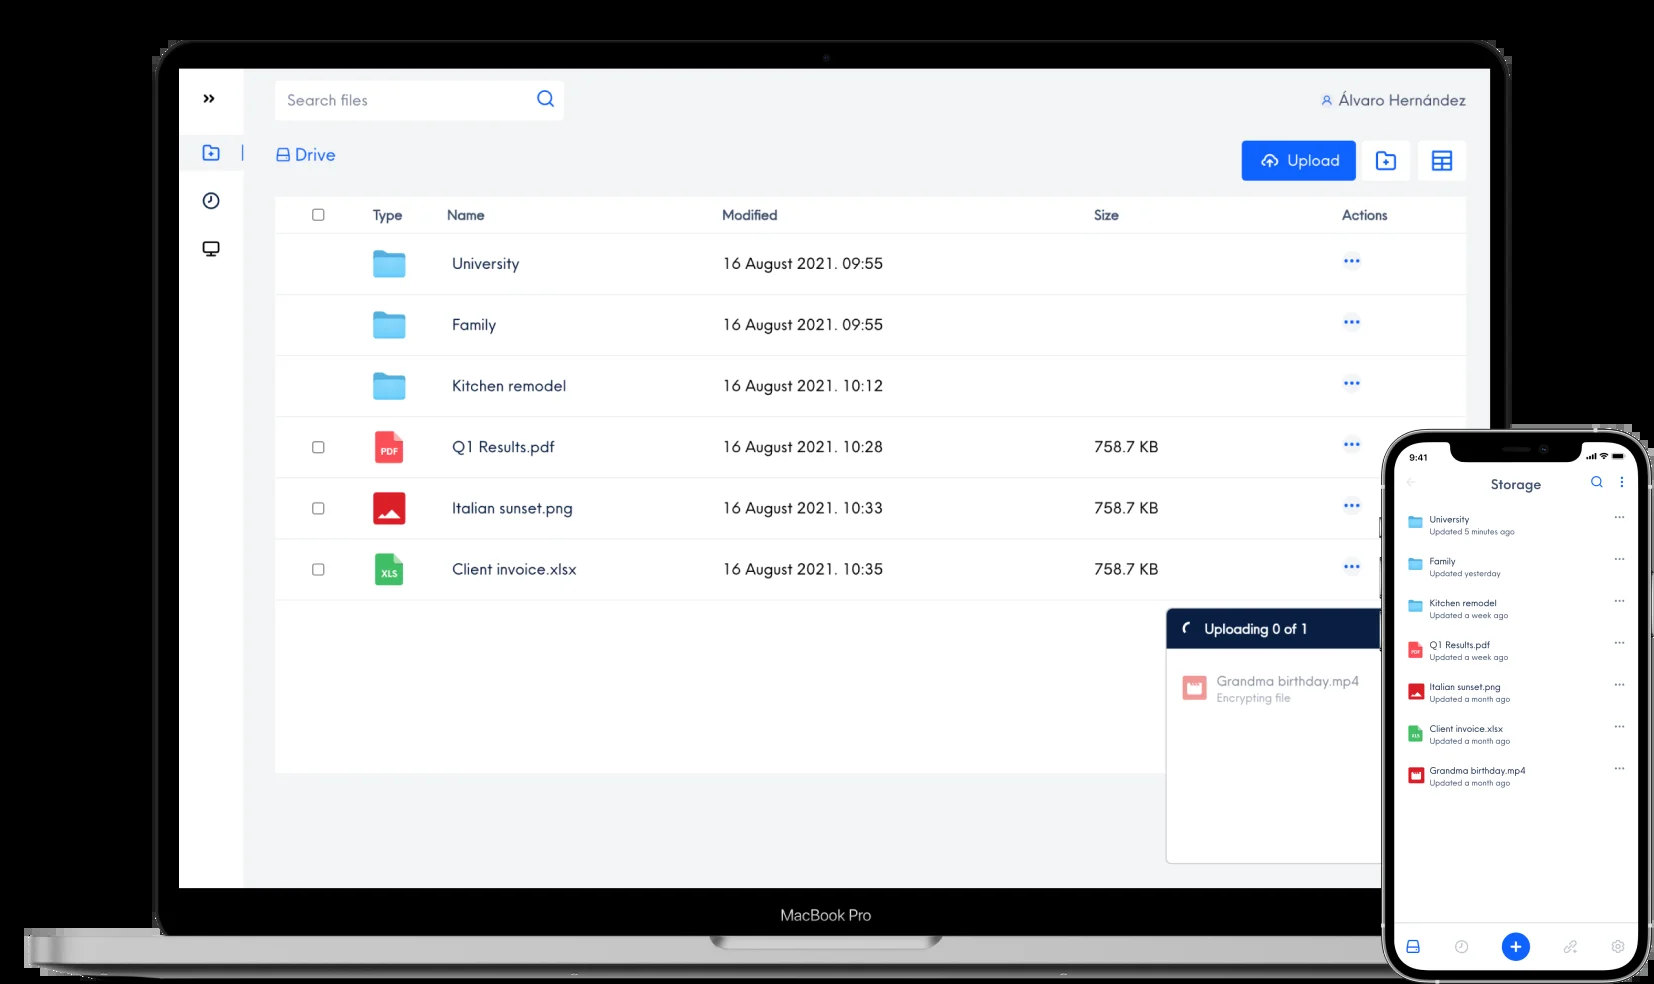 Search files
Álvaro Hernández
Drive
Upload
Type Name Modified Size Actions
University 16 August 2021. 09:55
Family 16 August 2021. 09:55
Kitchen remodel 16 August 2021. 10:12
PDF Q1 Results.pdf 16 August 2021. 10:28 758.7 KB
Italian sunset.png 16 August 2021. 10:33 758.7 KB
XLS Client invoice.xlsx 16 August 2021. 10:35 758.7 KB
Uploading 0 of 1
Grandma birthday.mp4
Encrypting file
MacBook Pro
9:41
Storage
University
Updated 5 minutes ago
Family
Updated yesterday
Kitchen remodel
Updated a week ago
PDF Q1 Results.pdf
Updated a week ago
Italian sunset.png
Updated a month ago
XLS Client invoice.xlsx
Updated a month ago
Grandma birthday.mp4
Updated a month ago